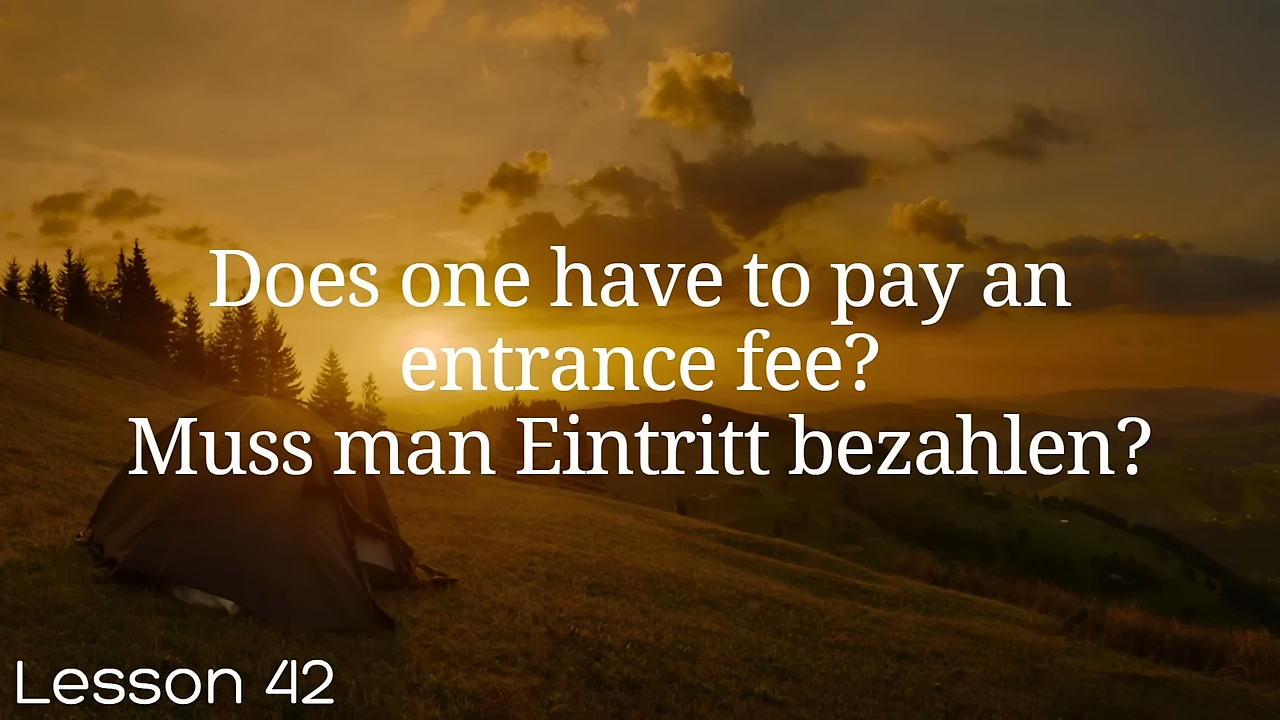 Does one have to pay an
entrance fee?
Muss man Eintritt bezahlen?
Lesson 42